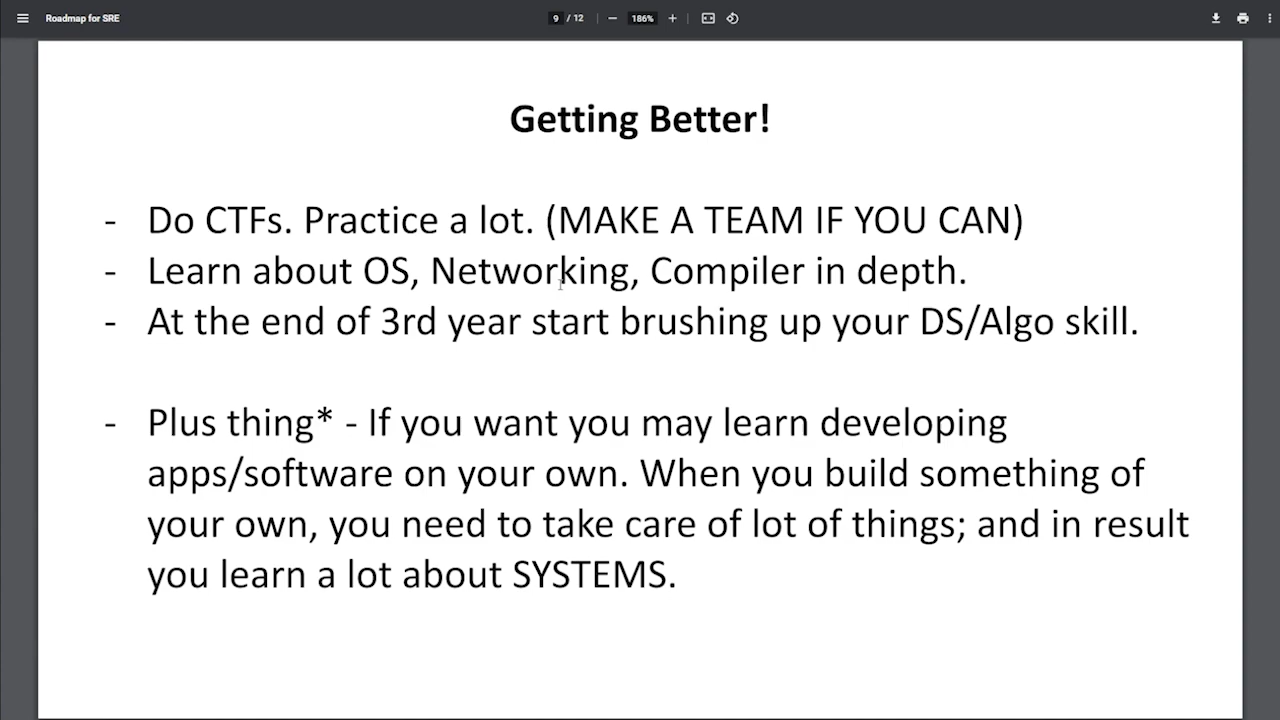 Roadmap for SRE
9 / 12
186%
Getting Better!
- Do CTFs. Practice a lot. (MAKE A TEAM IF YOU CAN)
- Learn about OS, Networking, Compiler in depth.
- At the end of 3rd year start brushing up your DS/Algo skill.
- Plus thing* - If you want you may learn developing
apps/software on your own. When you build something of
your own, you need to take care of lot of things; and in result
you learn a lot about SYSTEMS.